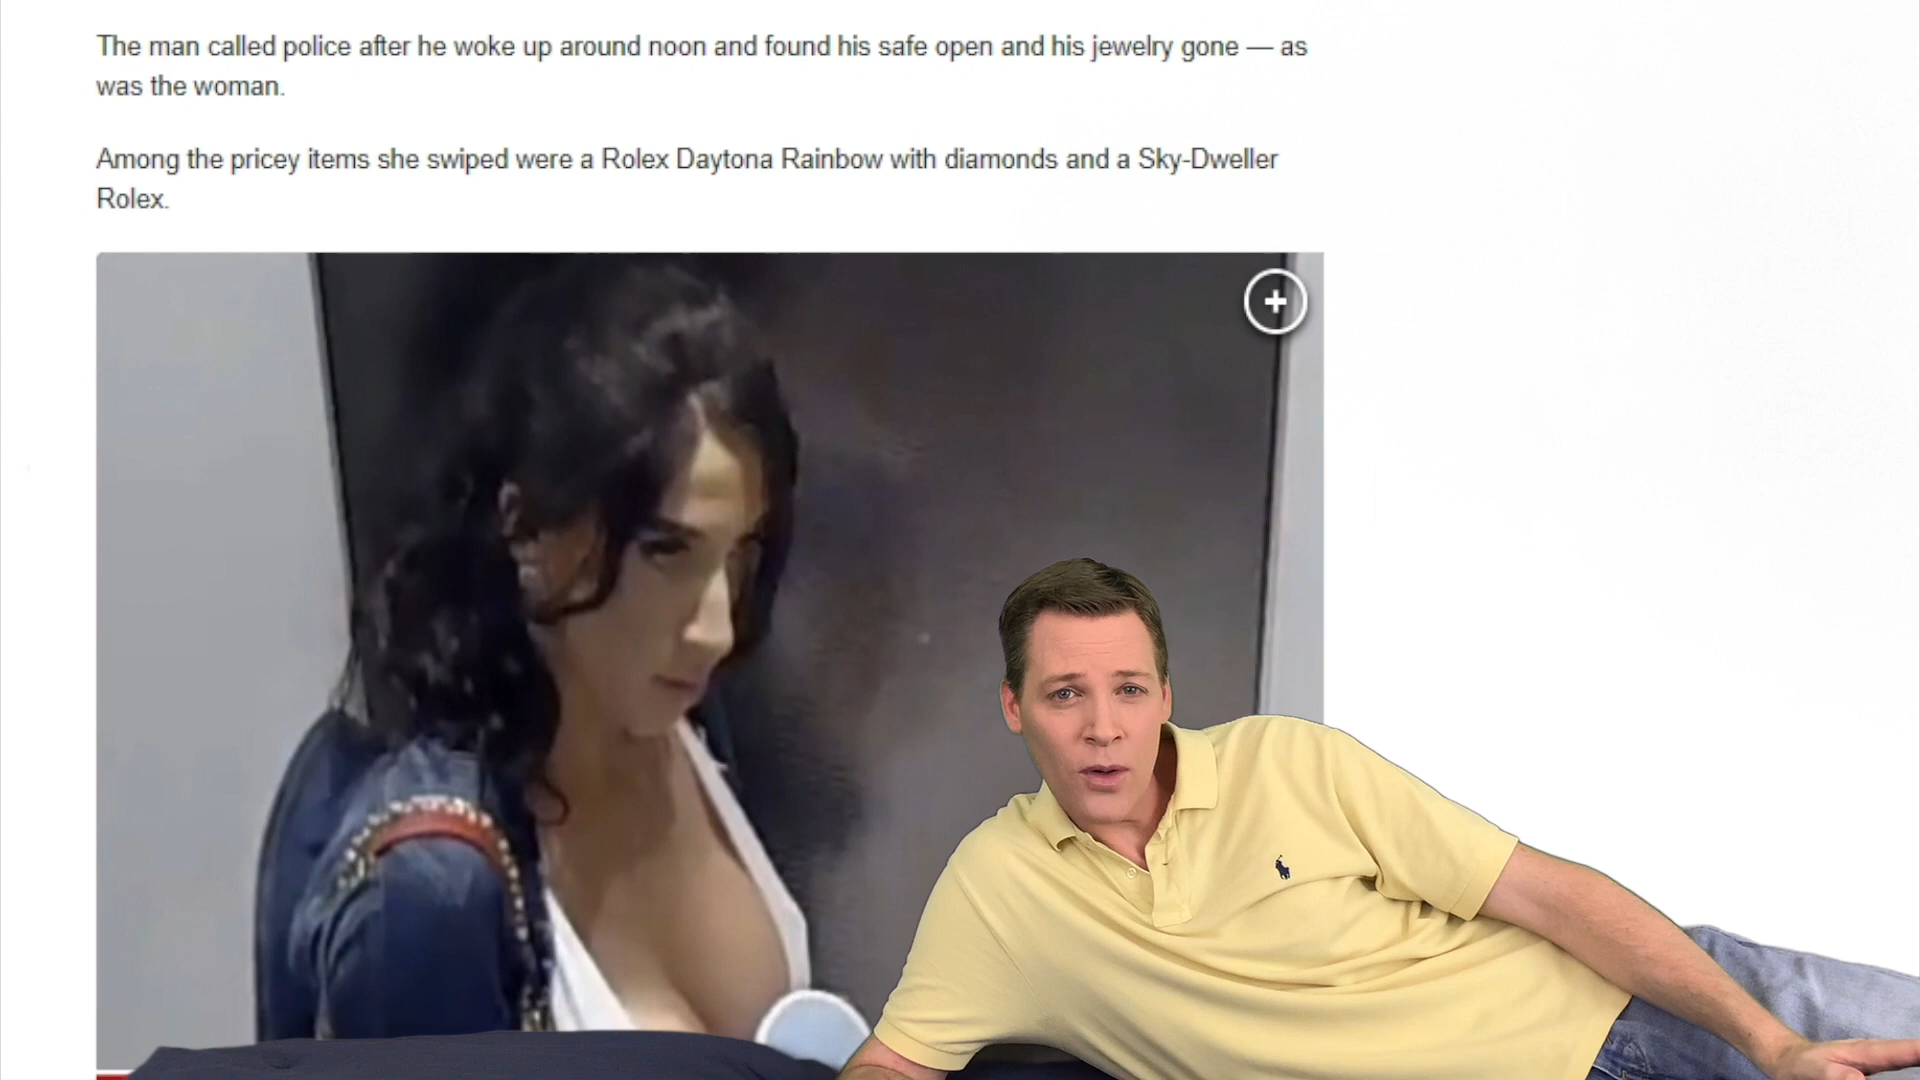 The man called police after he woke up around noon and found his safe open and his jewelry gone — as
was the woman.
Among the pricey items she swiped were a Rolex Daytona Rainbow with diamonds and a Sky-Dweller
Rolex.